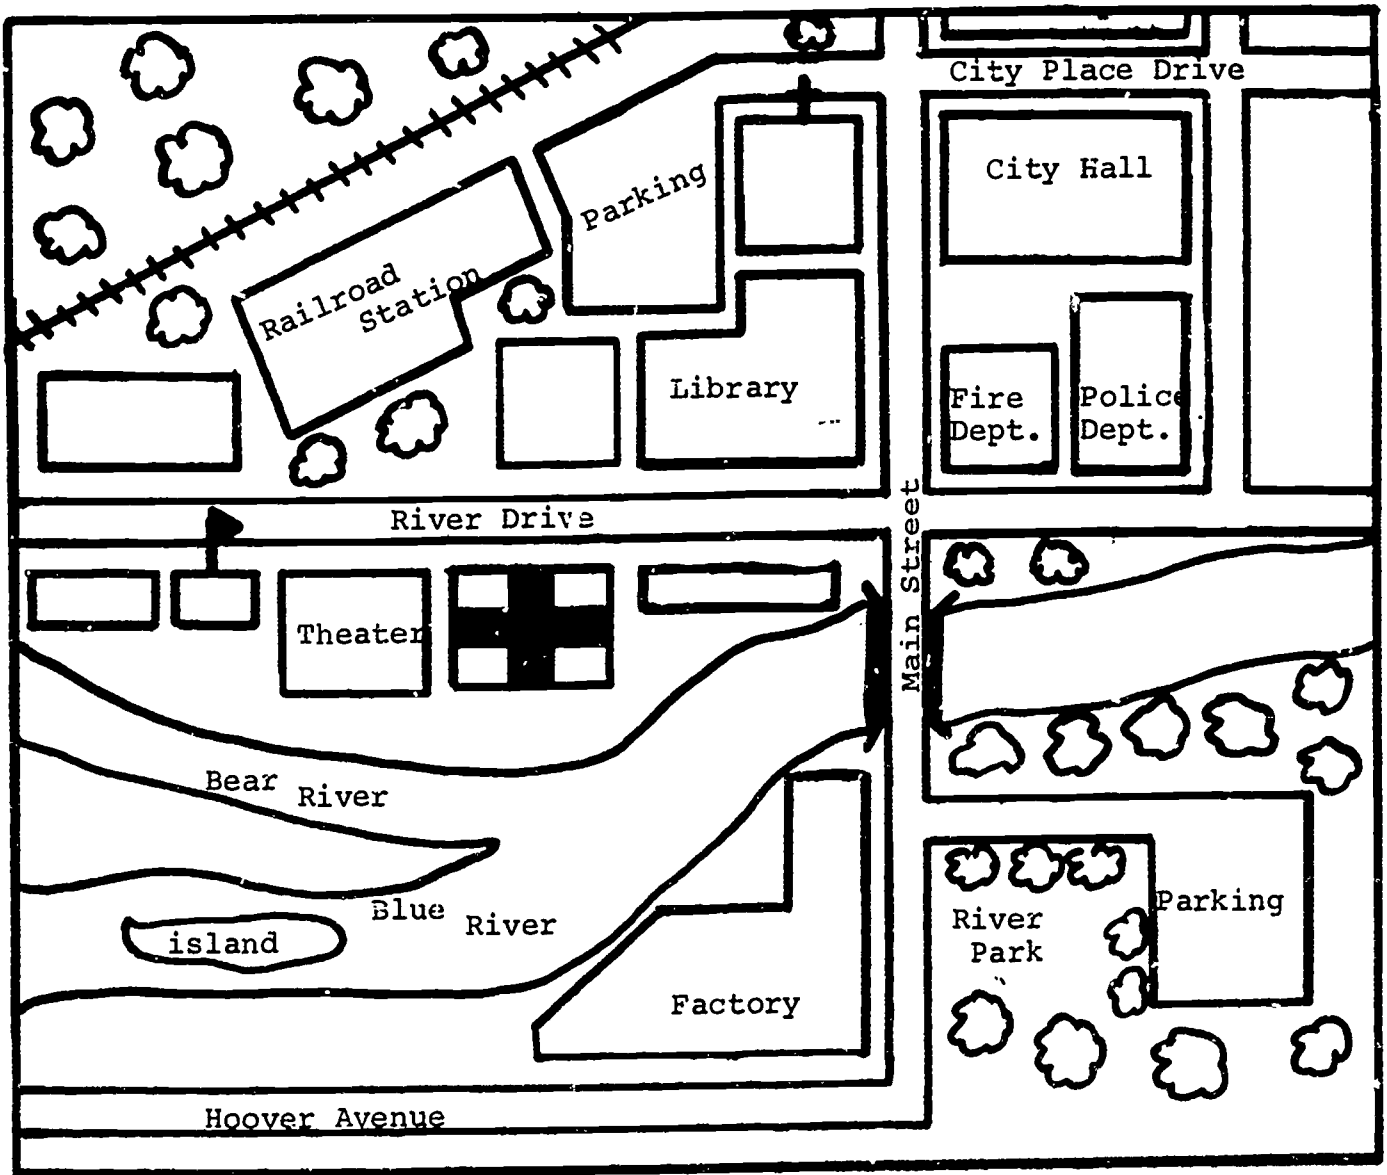 City Place Drive
City Hall
Parking
Railroad
Station
Library
Fire
Dept.
Police
Dept.
River Drive
Main Street
Theater
Bear River
Blue River
island
River
Park
Parking
Factory
Hoover Avenue